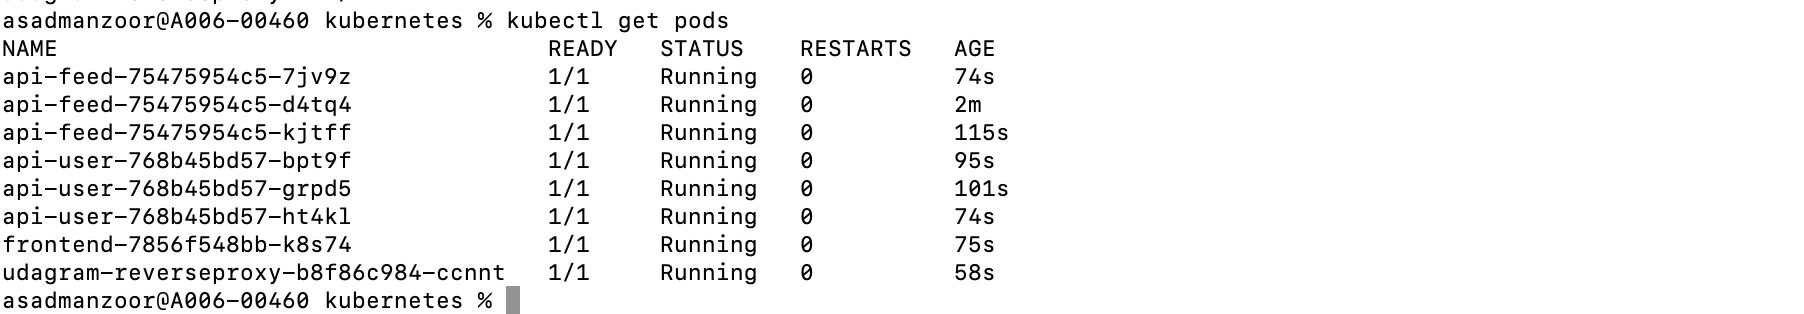 asadmanzoor@A006-00460 kubernetes % kubectl get pods
NAME READY STATUS RESTARTS AGE
api-feed-75475954c5-7jv9z 1/1 Running 0 74s
api-feed-75475954c5-d4tq4 1/1 Running 0 2m
api-feed-75475954c5-kjtff 1/1 Running 0 115s
api-user-768b45bd57-bpt9f 1/1 Running 0 95s
api-user-768b45bd57-grpd5 1/1 Running 0 101s
api-user-768b45bd57-ht4kl 1/1 Running 0 74s
frontend-7856f548bb-k8s74 1/1 Running 0 75s
udagram-reverseproxy-b8f86c984-ccnnt 1/1 Running 0 58s
asadmanzoor@A006-00460 kubernetes %